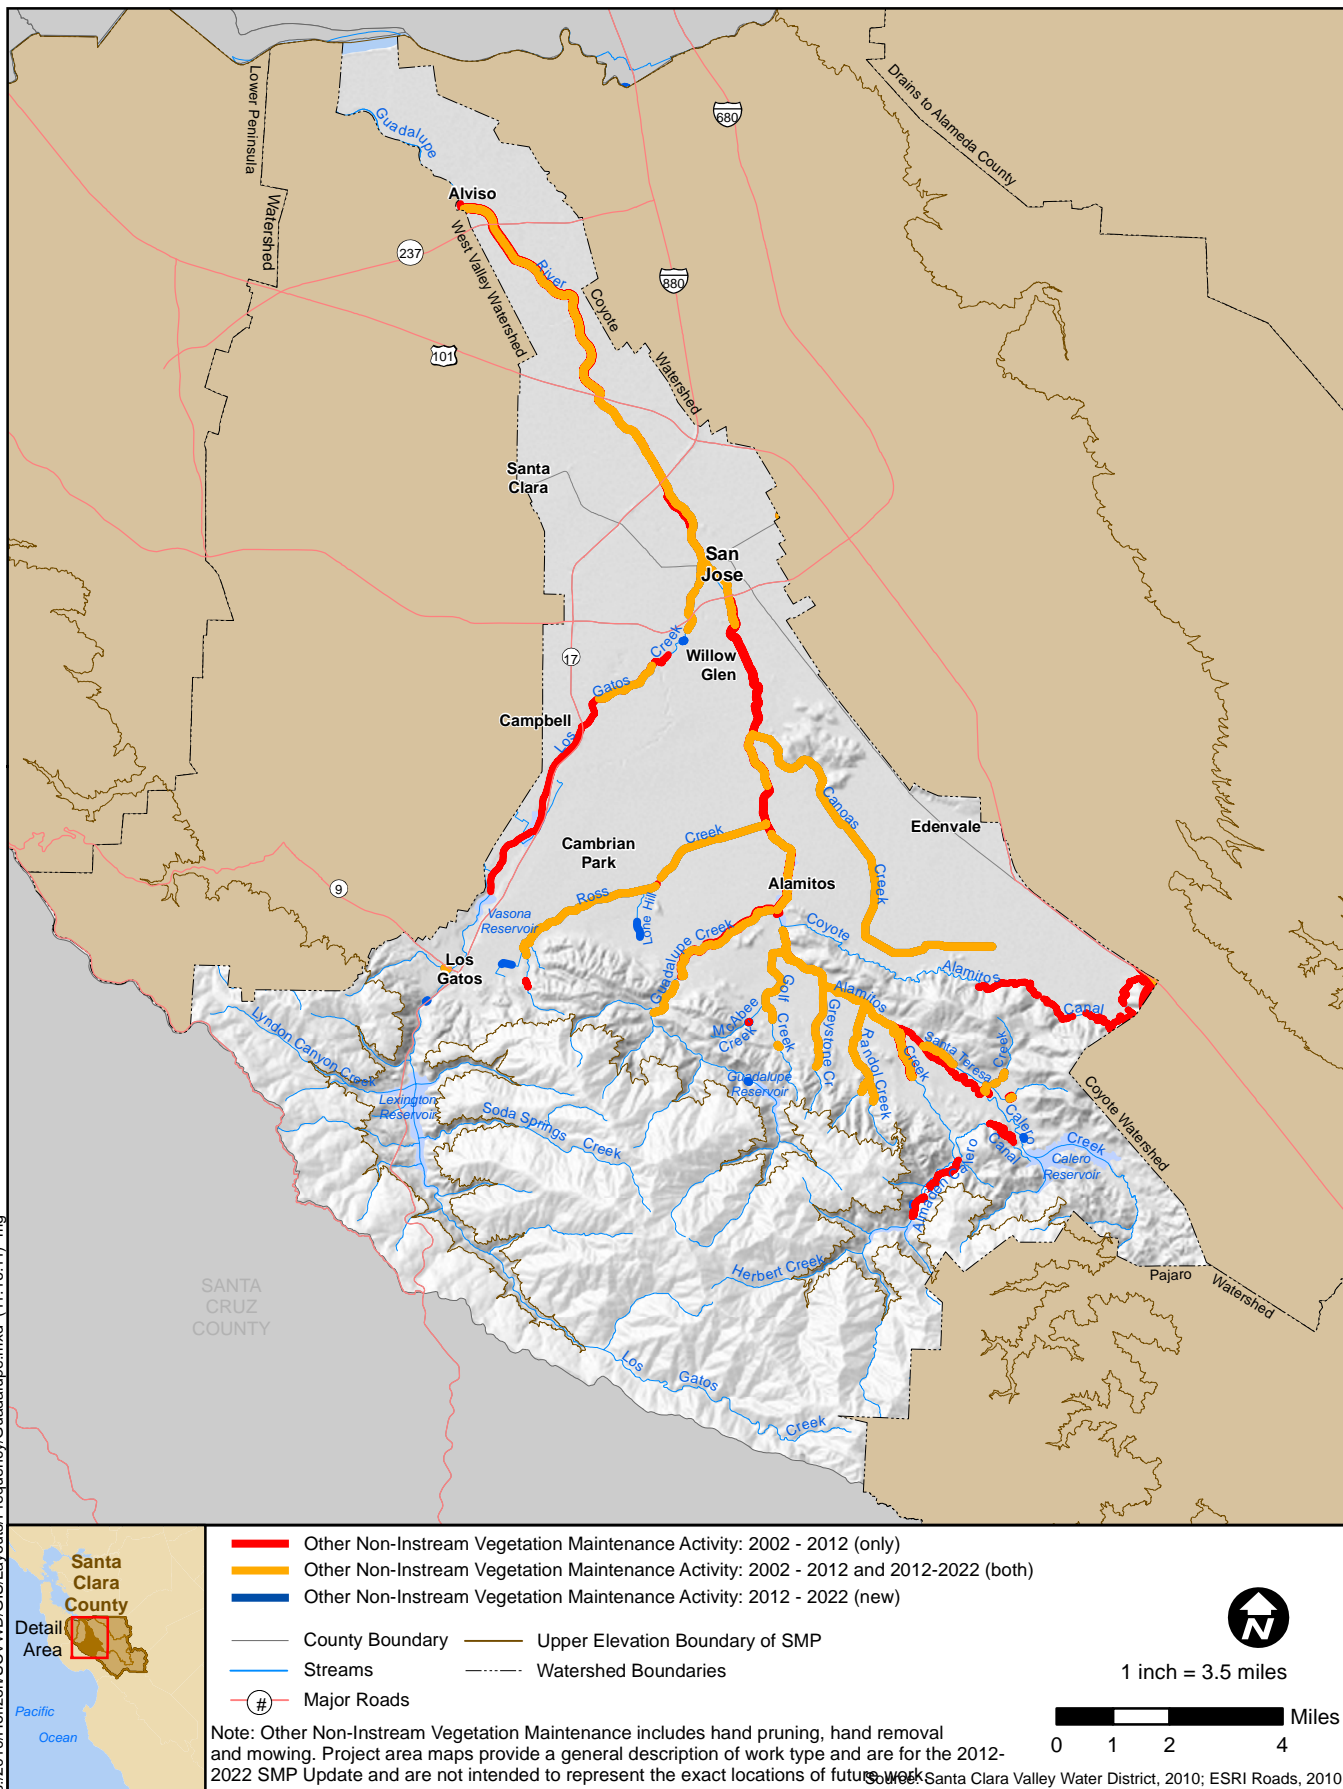 Lower Peninsula
Watershed
Guadalupe
680
Drains to Alameda County
Alviso
237
West Valley Watershed
River
880
Coyote
Watershed
101
Santa
Clara
San
Jose
17
Creek
Willow
Glen
Gatos
Campbell
Los
Canoas
Creek
Edenvale
Cambrian
Park
Creek
Alamitos
9
Ross
Vasona
Reservoir
Lone Hill
Guadalupe Creek
Coyote
Los
Gatos
Alamitos
Canal
Lyndon Canyon Creek
McAbee
Creek
Golf Creek
Greystone Cr.
Alamitos
Creek
Randol Creek
Santa Teresa
Creek
Guadalupe
Reservoir
Lexington
Reservoir
Soda Springs Creek
Calero
Creek
Canal
Calero
Reservoir
Coyote Watershed
Almaden Calero
Herbert Creek
Pajaro
Watershed
SANTA
CRUZ
COUNTY
Los
Gatos
Creek
Santa
Clara
County
Detail
Area
Pacific
Ocean
Other Non-Instream Vegetation Maintenance Activity: 2002 - 2012 (only)
Other Non-Instream Vegetation Maintenance Activity: 2002 - 2012 and 2012-2022 (both)
Other Non-Instream Vegetation Maintenance Activity: 2012 - 2022 (new)
County Boundary
Upper Elevation Boundary of SMP
Streams
Watershed Boundaries
#
Major Roads
N
1 inch = 3.5 miles
Miles
0 1 2 4
Note: Other Non-Instream Vegetation Maintenance includes hand pruning, hand removal
and mowing. Project area maps provide a general description of work type and are for the 2012-
2022 SMP Update and are not intended to represent the exact locations of future work.
Source: Santa Clara Valley Water District, 2010; ESRI Roads, 2010